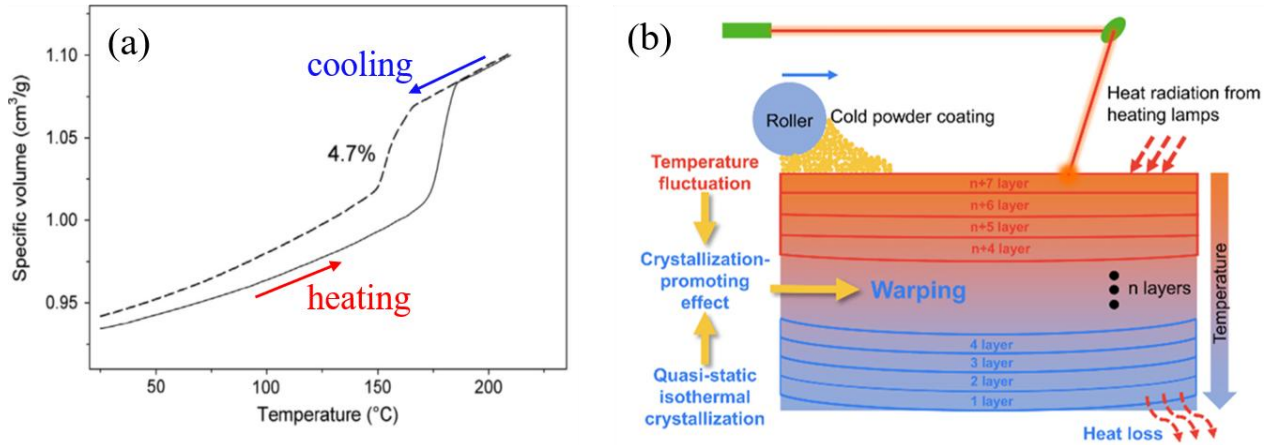 (a)
cooling
4.7%
heating
Specific volume (cm³/g)
1.10
1.05
1.00
0.95
50
100
150
200
Temperature (°C)
(b)
Roller
Cold powder coating
Heat radiation from
heating lamps
Temperature
fluctuation
Crystallization-
promoting
effect
Quasi-static
isothermal
crystallization
Warping
n+7 layer
n+6 layer
n+5 layer
n+4 layer
n layers
4 layer
3 layer
2 layer
1 layer
Temperature
Heat loss